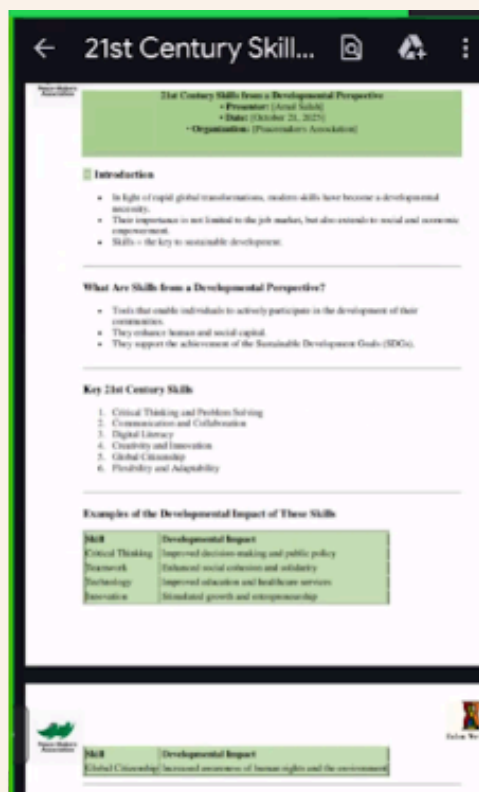 21st Century Skill...
Peace-Makers
Association
21st Century Skills from a Developmental Perspective
• Presenter: [Amal Saleh]
• Date: [October 21, 2025]
• Organization: [Peacemakers Association]
Introduction
• In light of rapid global transformations, modern skills have become a developmental
necessity.
• Their importance is not limited to the job market, but also extends to social and economic
empowerment.
• Skills – the key to sustainable development.
What Are Skills from a Developmental Perspective?
• Tools that enable individuals to actively participate in the development of their
communities.
• They enhance human and social capital.
• They support the achievement of the Sustainable Development Goals (SDGs).
Key 21st Century Skills
1. Critical Thinking and Problem Solving
2. Communication and Collaboration
3. Digital Literacy
4. Creativity and Innovation
5. Global Citizenship
6. Flexibility and Adaptability
Examples of the Developmental Impact of These Skills
Skill Developmental Impact
Critical Thinking Improved decision-making and public policy
Teamwork Enhanced social cohesion and solidarity
Technology Improved education and healthcare services
Innovation Stimulated growth and entrepreneurship
Peace-Makers
Association
Skill Developmental Impact
Global Citizenship Increased awareness of human rights and the environment